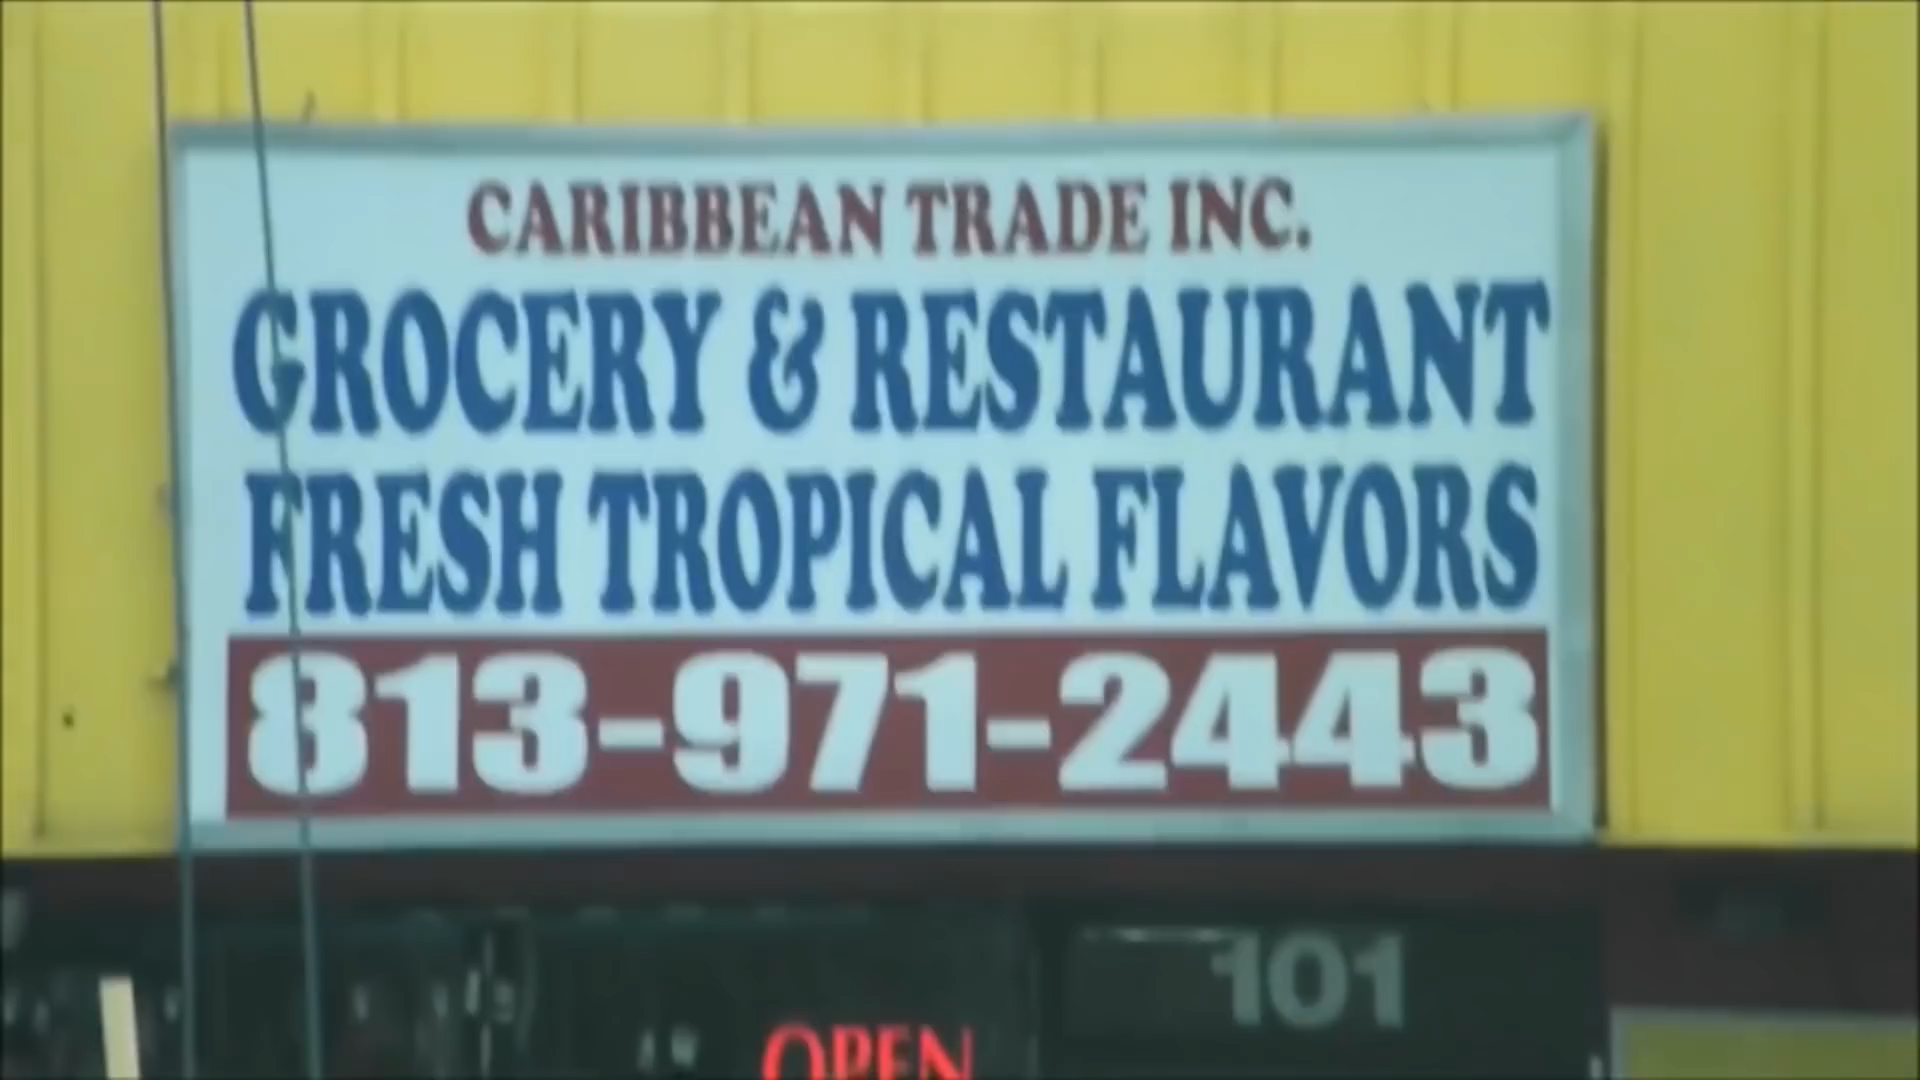 CARIBBEAN TRADE INC.
GROCERY & RESTAURANT
FRESH TROPICAL FLAVORS
813-971-2443
101
OPEN